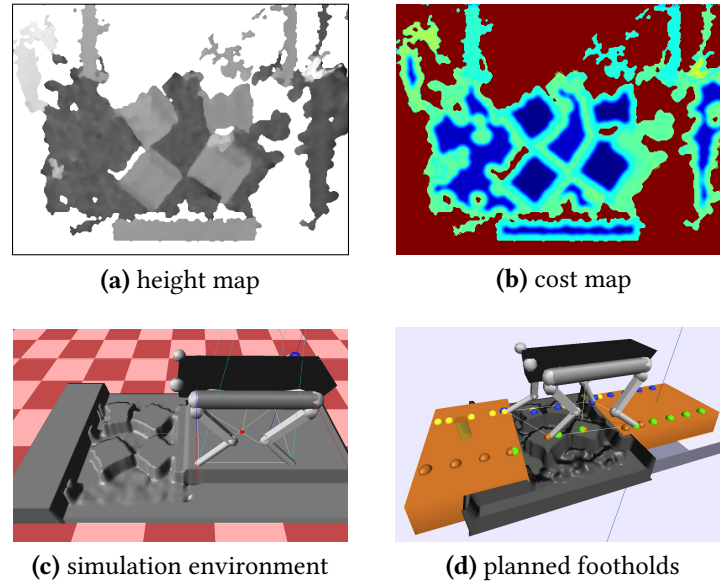 (a) height map
(b) cost map
(c) simulation environment
(d) planned footholds